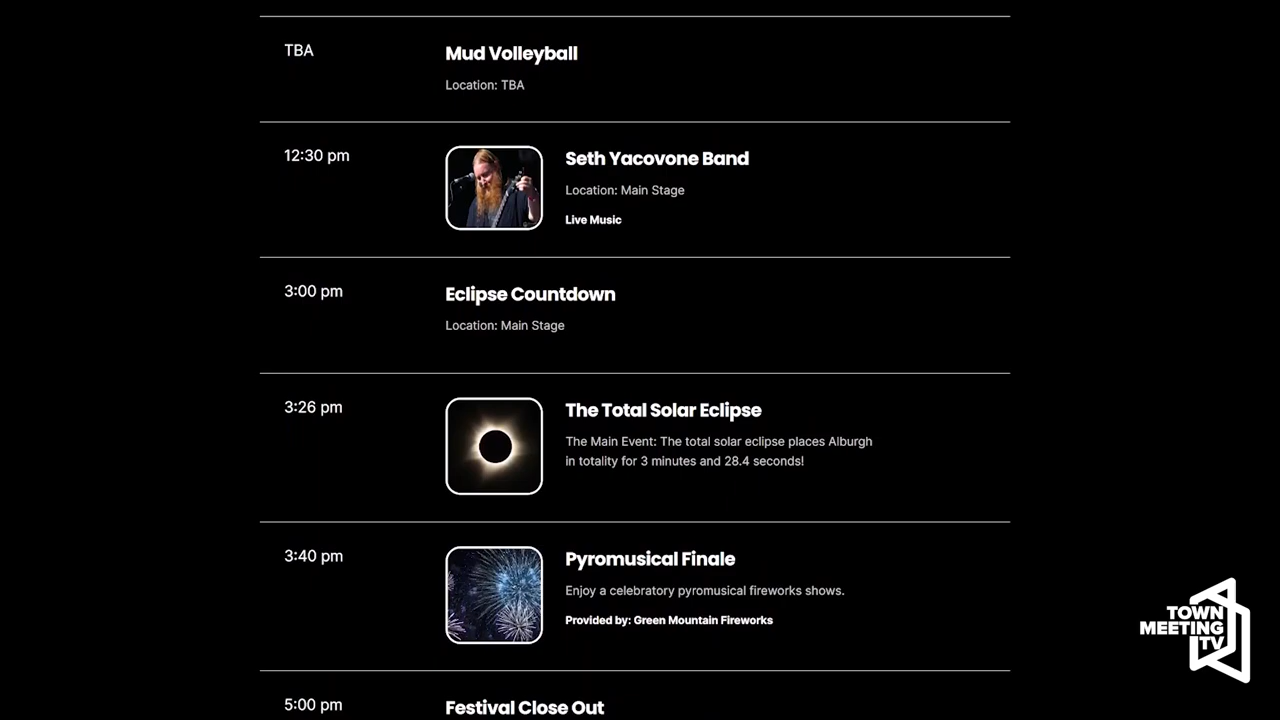 TBA
Mud Volleyball
Location: TBA
12:30 pm
Seth Yacovone Band
Location: Main Stage
Live Music
3:00 pm
Eclipse Countdown
Location: Main Stage
3:26 pm
The Total Solar Eclipse
The Main Event: The total solar eclipse places Alburgh
in totality for 3 minutes and 28.4 seconds!
3:40 pm
Pyromusical Finale
Enjoy a celebratory pyromusical fireworks shows.
Provided by: Green Mountain Fireworks
5:00 pm
Festival Close Out
TOWN
MEETING
TV